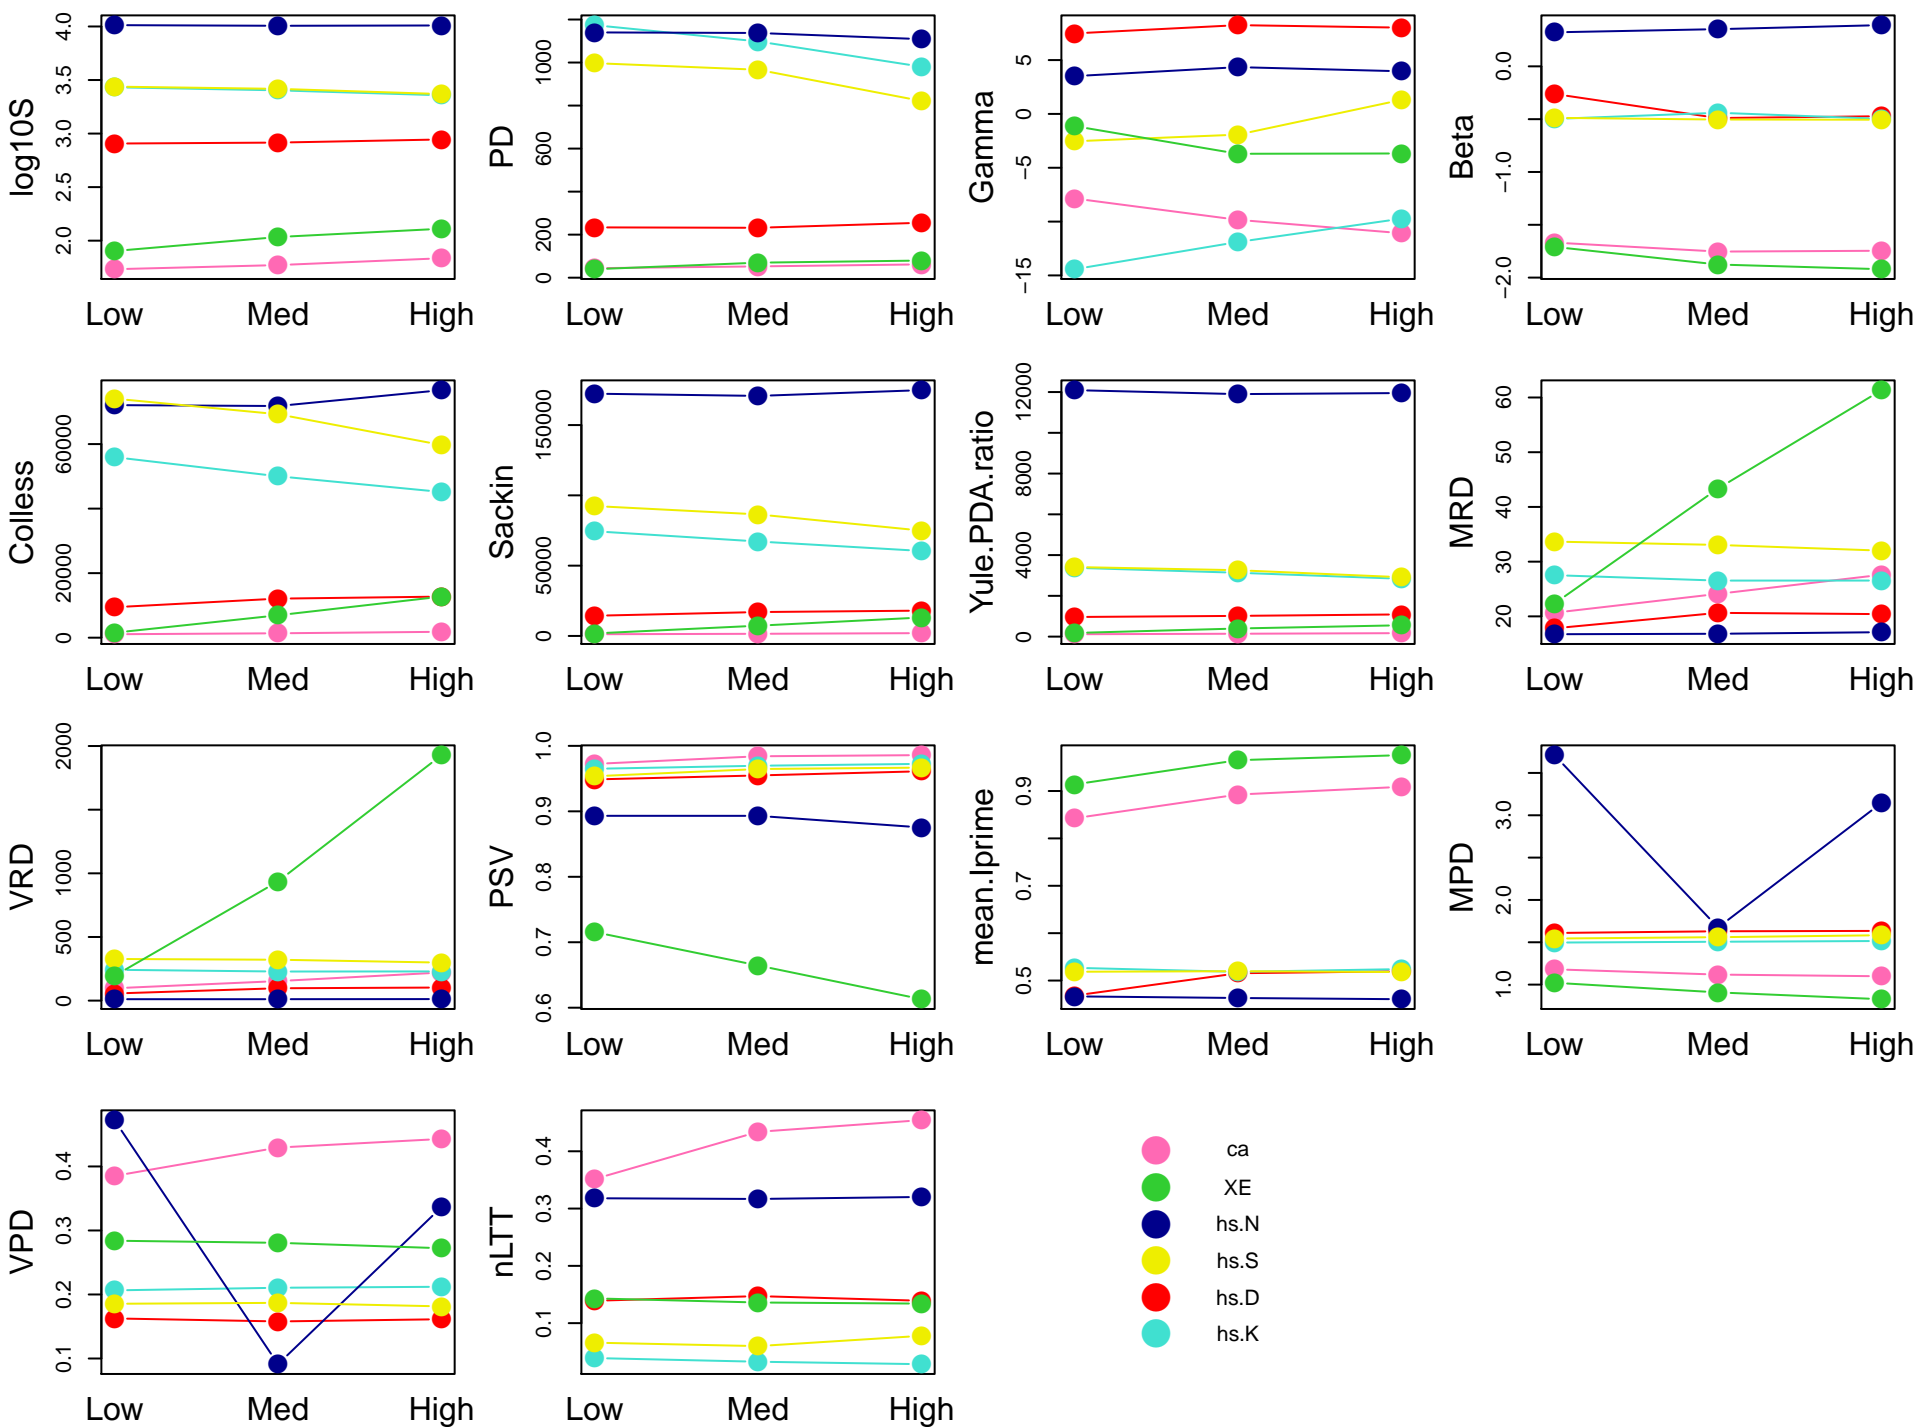 log10S
2.0 2.5 3.0 3.5 4.0
Low Med High
PD
0 200 600 1000
Low Med High
Gamma
−15 −5 0 5
Low Med High
Beta
−2.0 −1.0 0.0
Low Med High
Colless
0 20000 60000
Low Med High
Sackin
0 50000 150000
Low Med High
Yule.PDA.ratio
0 4000 8000 12000
Low Med High
MRD
20 30 40 50 60
Low Med High
VRD
0 500 1000 2000
Low Med High
PSV
0.6 0.7 0.8 0.9 1.0
Low Med High
mean.Iprime
0.5 0.7 0.9
Low Med High
MPD
1.0 2.0 3.0
Low Med High
VPD
0.1 0.2 0.3 0.4
Low Med High
nLTT
0.1 0.2 0.3 0.4
Low Med High
ca
XE
hs.N
hs.S
hs.D
hs.K